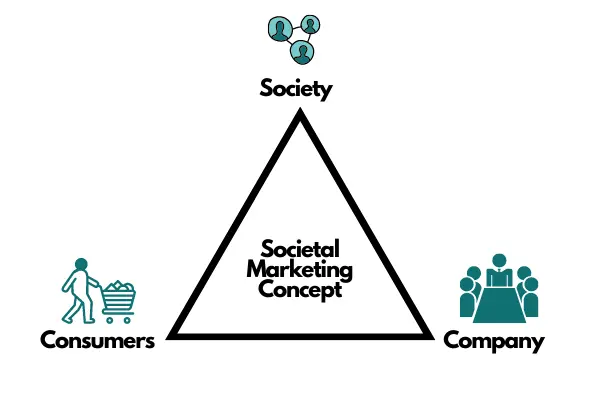 Society
Societal
Marketing
Concept
Consumers
Company